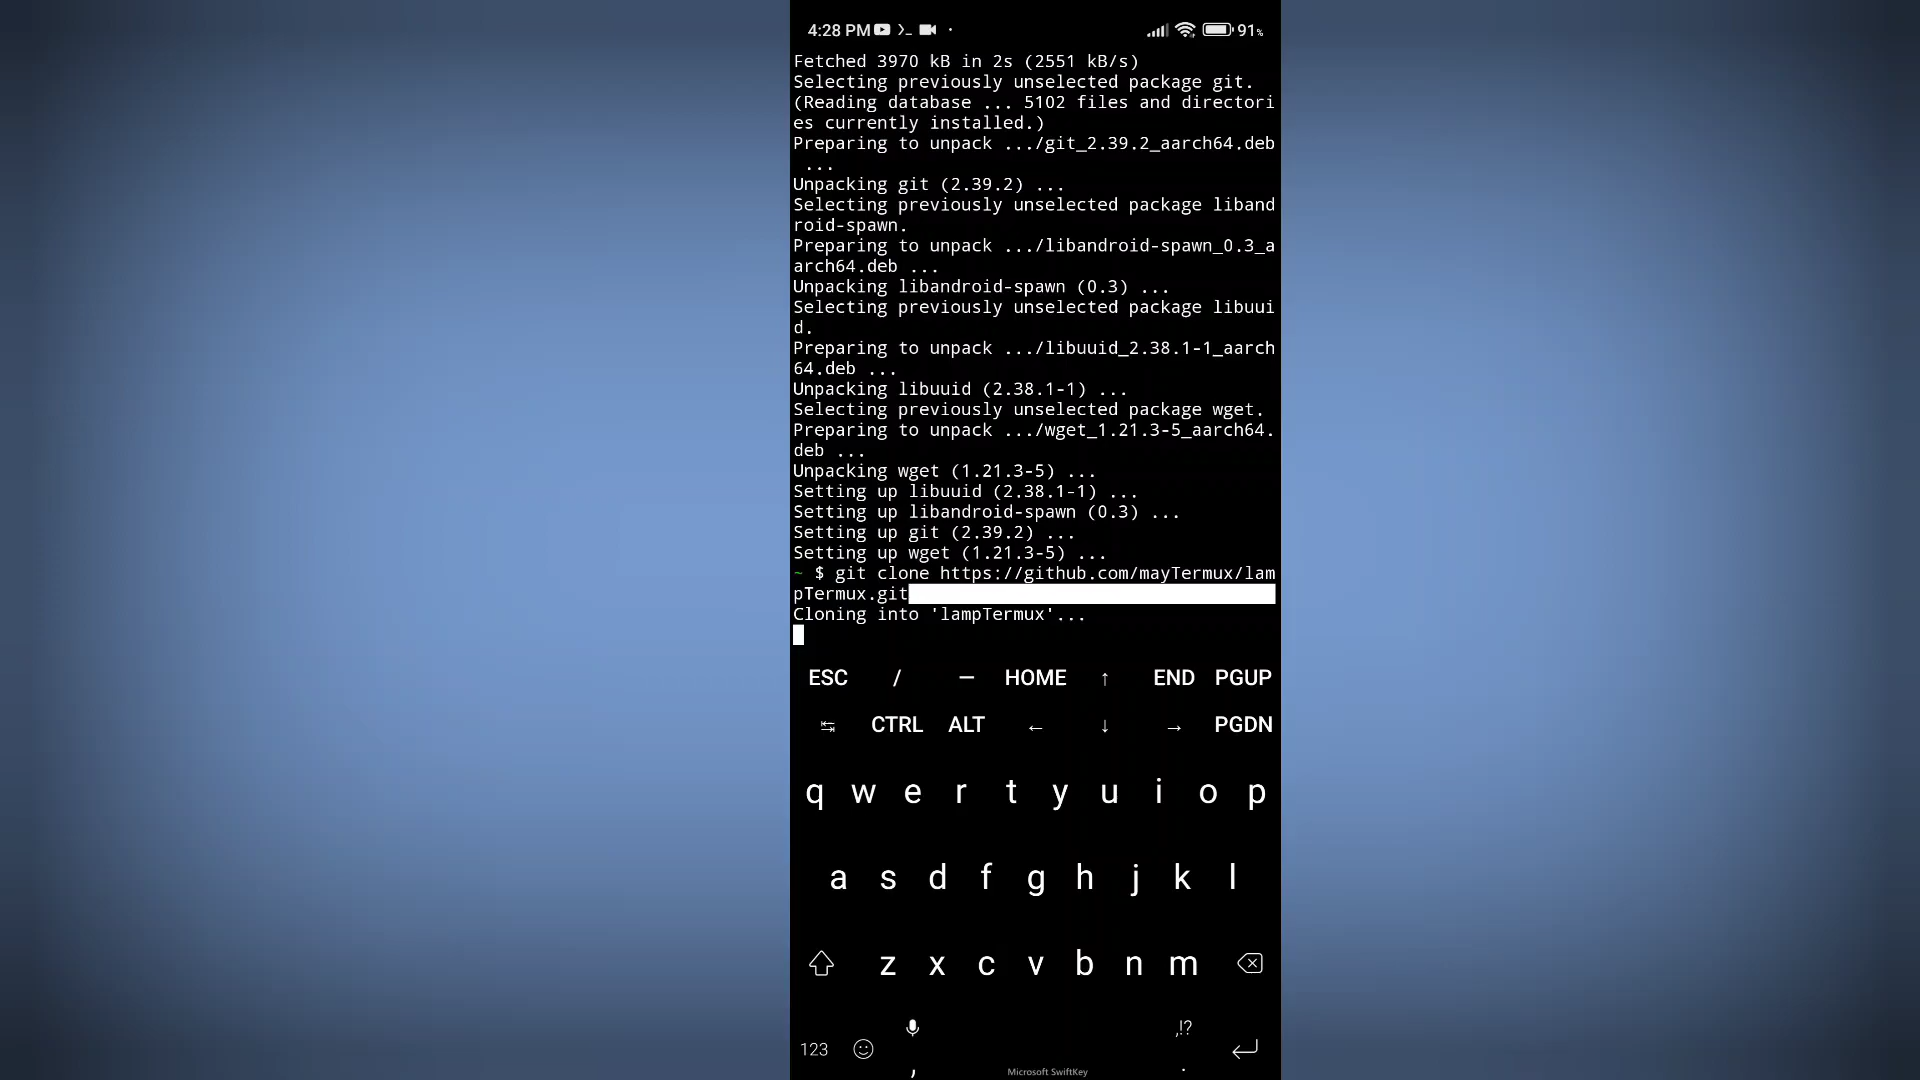 4:28 PM
91%
Fetched 3970 kB in 2s (2551 kB/s)
Selecting previously unselected package git.
(Reading database ... 5102 files and directori
es currently installed.)
Preparing to unpack .../git_2.39.2_aarch64.deb
...
Unpacking git (2.39.2) ...
Selecting previously unselected package liband
roid-spawn.
Preparing to unpack .../libandroid-spawn_0.3_a
arch64.deb ...
Unpacking libandroid-spawn (0.3) ...
Selecting previously unselected package libuui
d.
Preparing to unpack .../libuuid_2.38.1-1_aarch
64.deb ...
Unpacking libuuid (2.38.1-1) ...
Selecting previously unselected package wget.
Preparing to unpack .../wget_1.21.3-5_aarch64.
deb ...
Unpacking wget (1.21.3-5) ...
Setting up libuuid (2.38.1-1) ...
Setting up libandroid-spawn (0.3) ...
Setting up git (2.39.2) ...
Setting up wget (1.21.3-5) ...
~ $ git clone https://github.com/mayTermux/lam
pTermux.git
Cloning into 'lampTermux'...
ESC / — HOME ↑ END PGUP
↹ CTRL ALT ← ↓ → PGDN
q w e r t y u i o p
a s d f g h j k l
z x c v b n m
,!?
123 , .
Microsoft SwiftKey